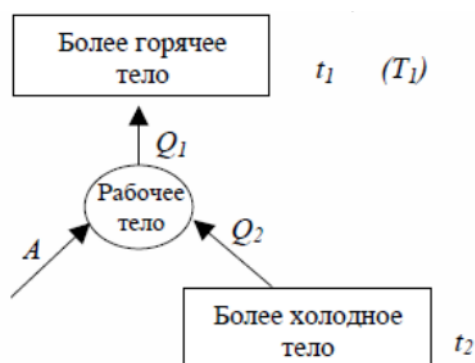 Более горячее
тело
t1 (T1)
Q1
Рабочее
тело
A
Q2
Более холодное
тело
t2